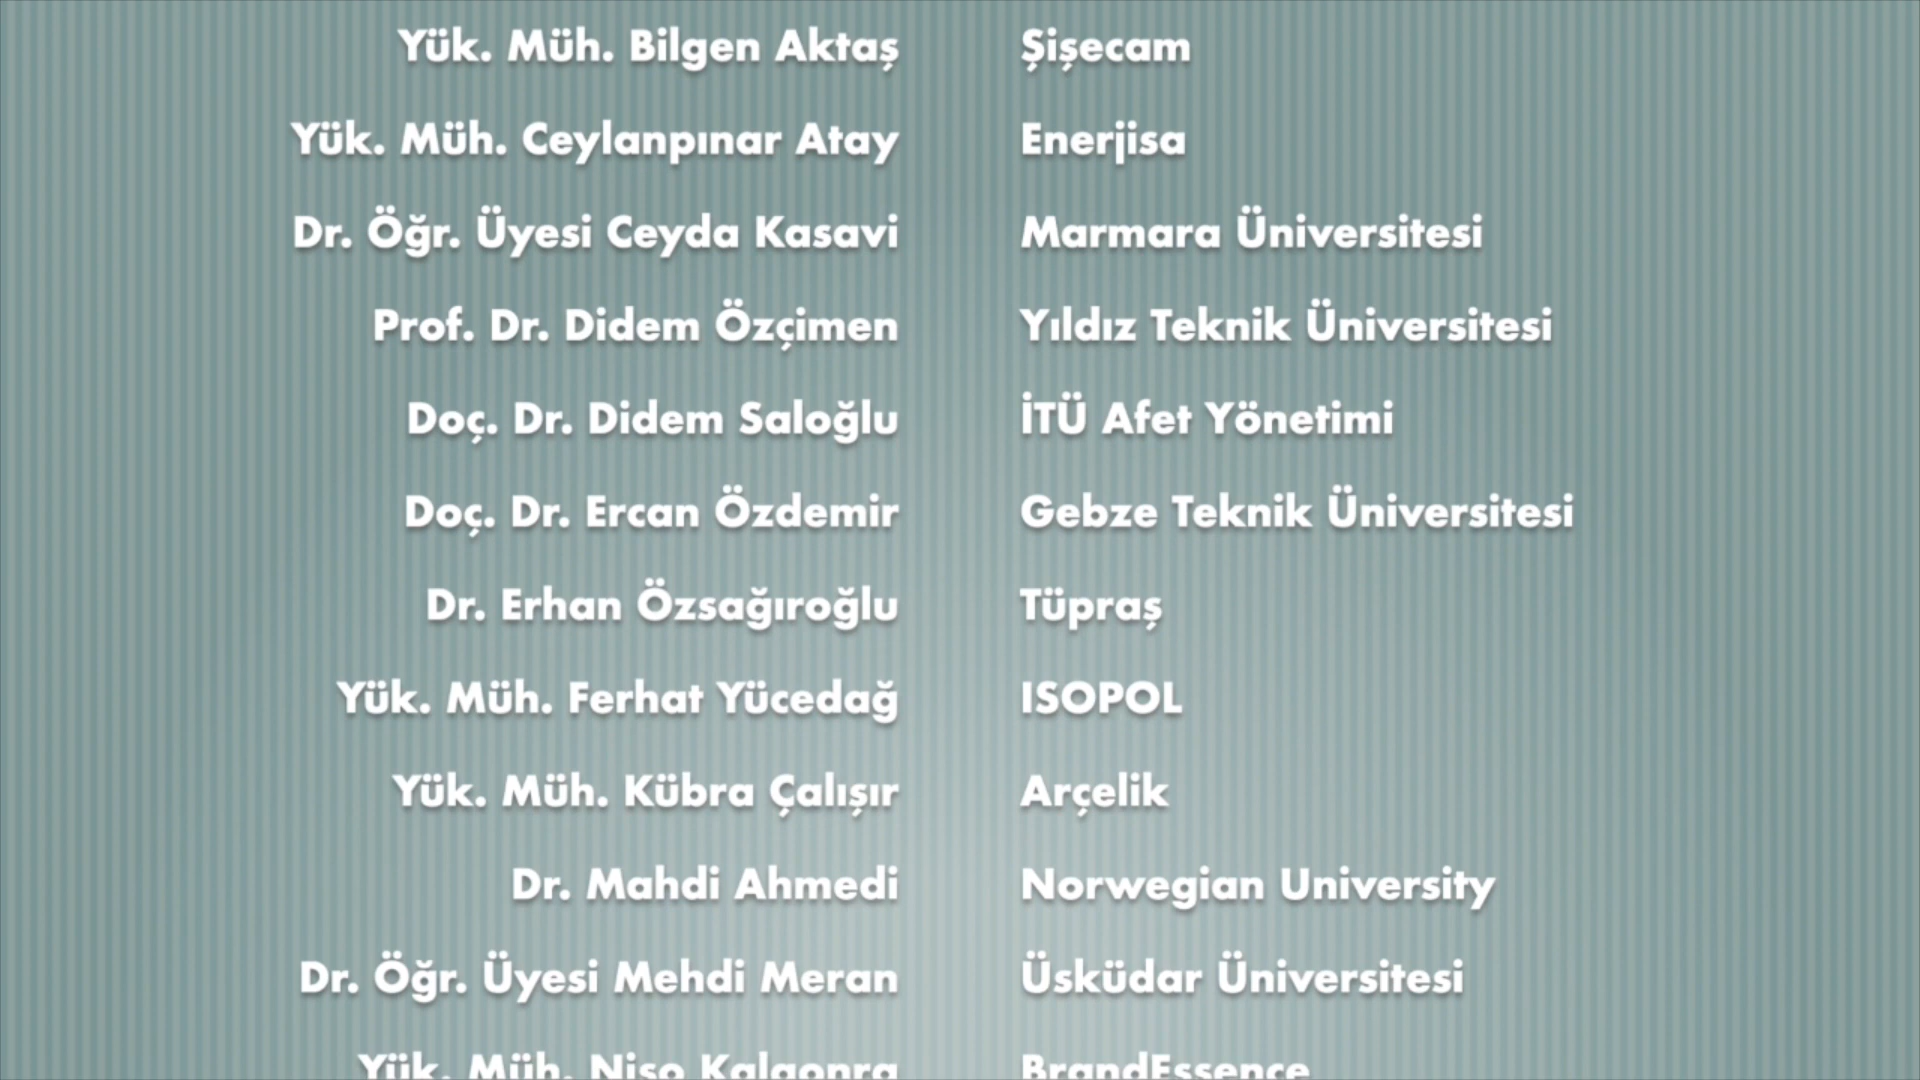 Yük. Müh. Bilgen Aktaş Şişecam
Yük. Müh. Ceylanpınar Atay Enerjisa
Dr. Öğr. Üyesi Ceyda Kasavi Marmara Üniversitesi
Prof. Dr. Didem Özçimen Yıldız Teknik Üniversitesi
Doç. Dr. Didem Saloğlu İTÜ Afet Yönetimi
Doç. Dr. Ercan Özdemir Gebze Teknik Üniversitesi
Dr. Erhan Özsağıroğlu Tüpraş
Yük. Müh. Ferhat Yücedağ ISOPOL
Yük. Müh. Kübra Çalışır Arçelik
Dr. Mahdi Ahmedi Norwegian University
Dr. Öğr. Üyesi Mehdi Meran Üsküdar Üniversitesi
Yük. Müh. BrandEssence